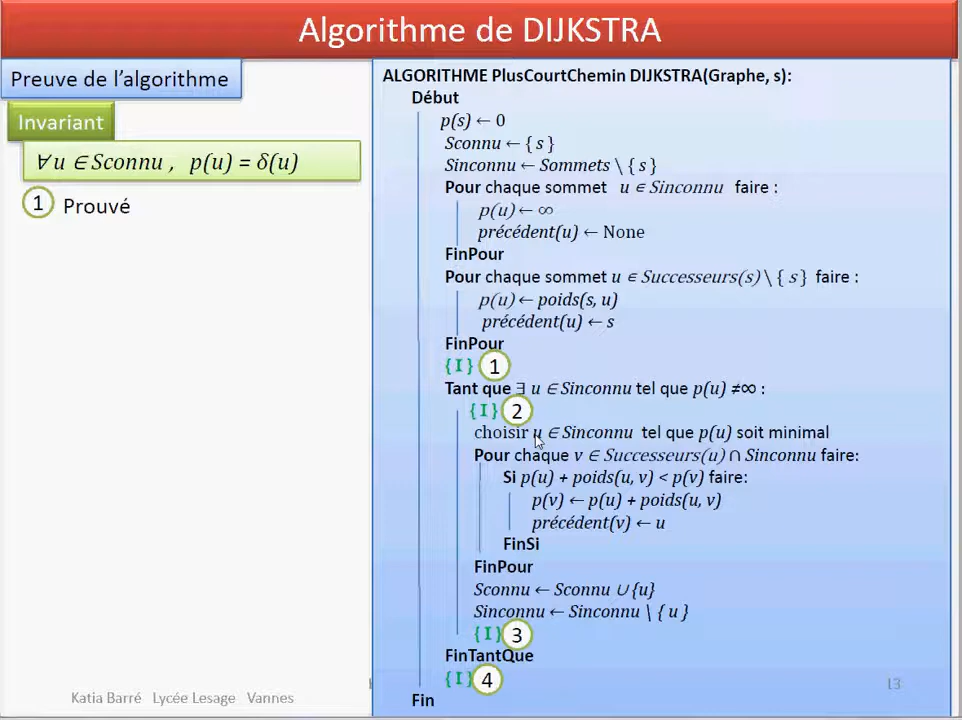 Algorithme de DIJKSTRA
Preuve de l'algorithme
Invariant
∀ u ∈ Sconnu , p(u) = δ(u)
1 Prouvé
ALGORITHME PlusCourtChemin DIJKSTRA(Graphe, s):
Début
p(s) ← 0
Sconnu ← { s }
Sinconnu ← Sommets \ { s }
Pour chaque sommet u ∈ Sinconnu faire :
p(u) ← ∞
précédent(u) ← None
FinPour
Pour chaque sommet u ∈ Successeurs(s) \ { s } faire :
p(u) ← poids(s, u)
précédent(u) ← s
FinPour
{ I } 1
Tant que ∃ u ∈ Sinconnu tel que p(u) ≠∞ :
{ I } 2
choisir u ∈ Sinconnu tel que p(u) soit minimal
Pour chaque v ∈ Successeurs(u) ∩ Sinconnu faire:
Si p(u) + poids(u, v) < p(v) faire:
p(v) ← p(u) + poids(u, v)
précédent(v) ← u
FinSi
FinPour
Sconnu ← Sconnu ∪ {u}
Sinconnu ← Sinconnu \ { u }
{ I } 3
FinTantQue
{ I } 4
Fin
Katia Barré Lycée Lesage Vannes
13